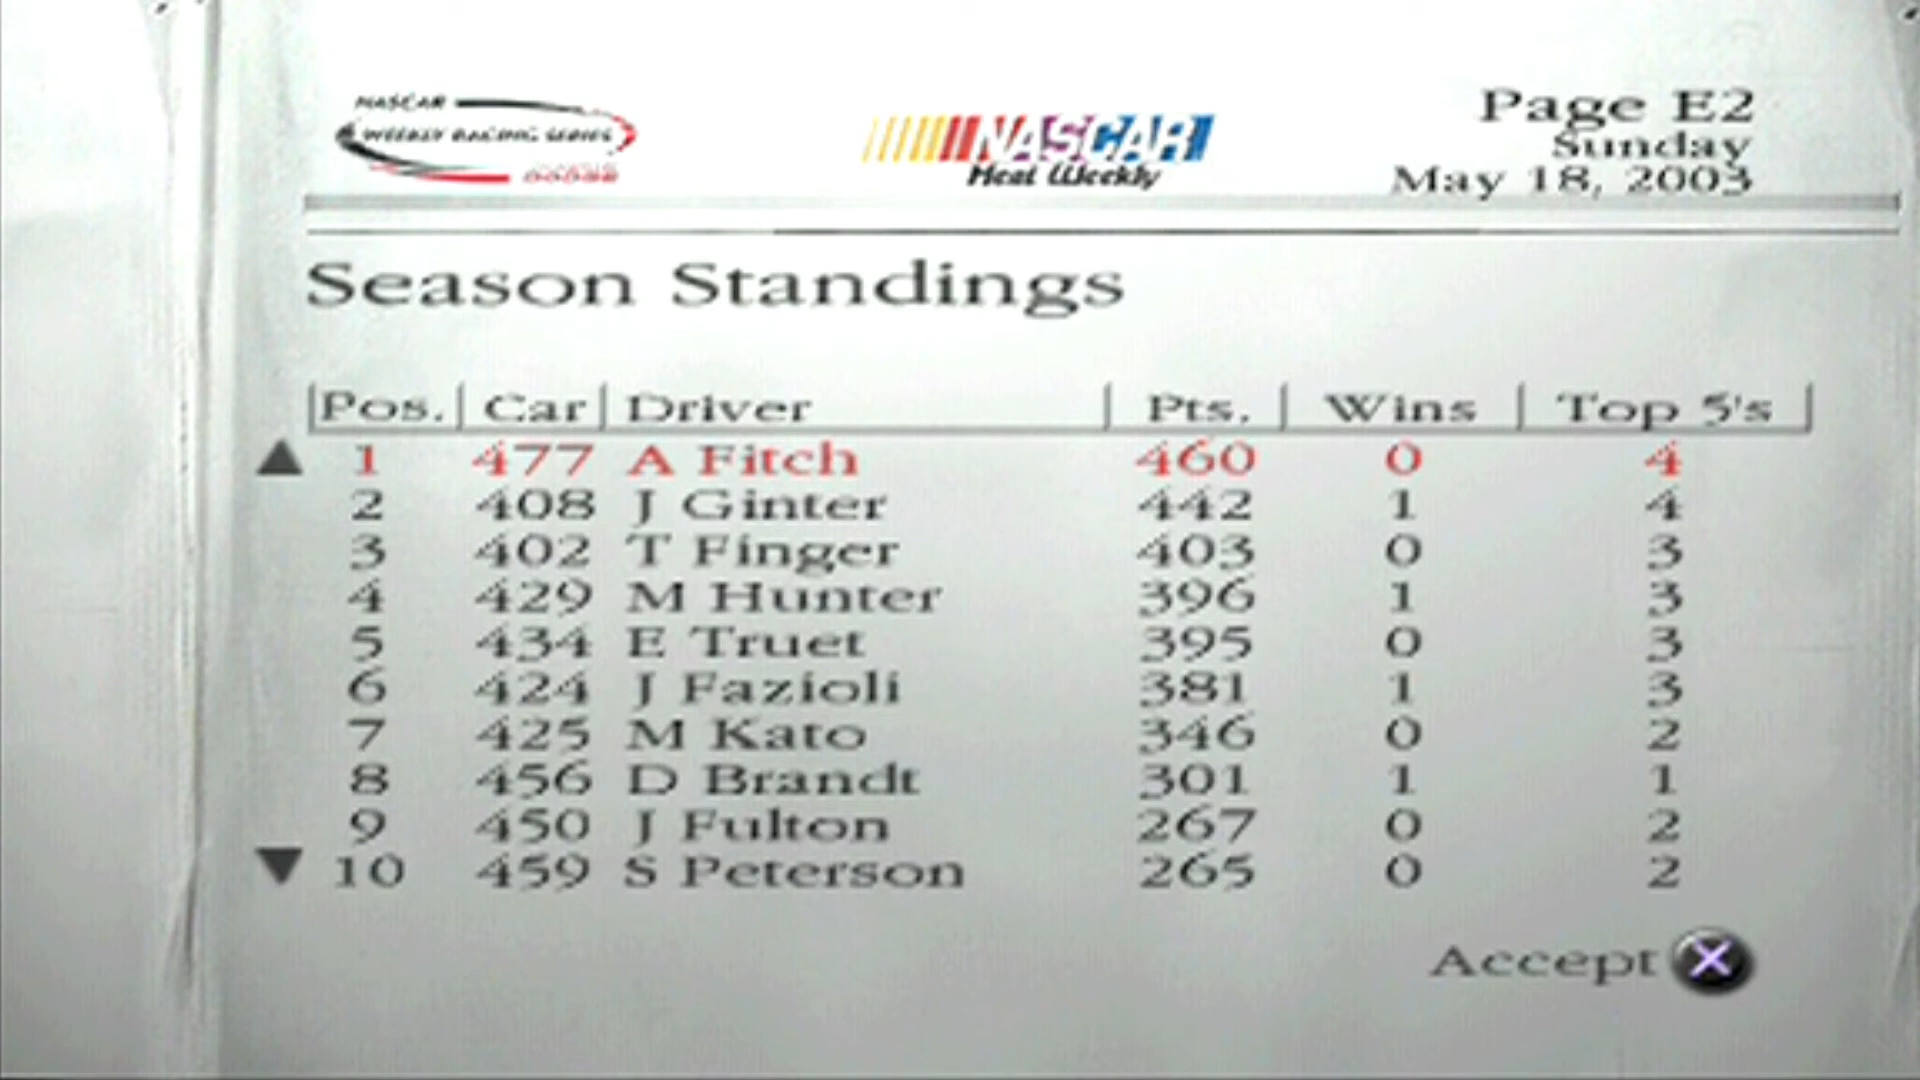 NASCAR
WEEKLY RACING SERIES
DODGE
NASCAR
Heat Weekly
Page E2
Sunday
May 18, 2003
Season Standings
Pos. Car Driver Pts. Wins Top 5's
1 477 A Fitch 460 0 4
2 408 J Ginter 442 1 4
3 402 T Finger 403 0 3
4 429 M Hunter 396 1 3
5 434 E Truet 395 0 3
6 424 J Fazioli 381 1 3
7 425 M Kato 346 0 2
8 456 D Brandt 301 1 1
9 450 J Fulton 267 0 2
10 459 S Peterson 265 0 2
Accept